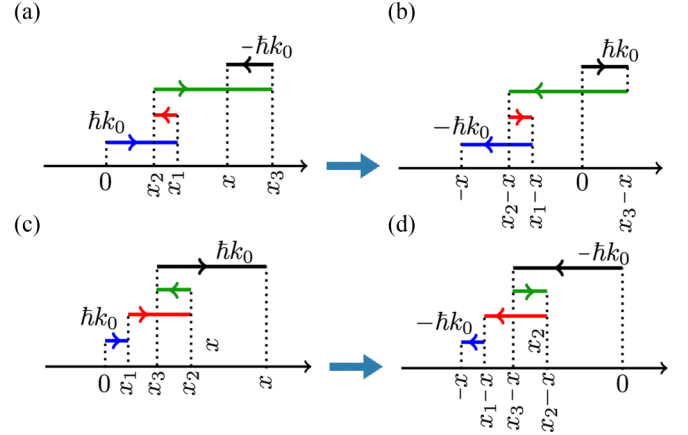 (a)
(b)
–ħk₀
ħk₀
ħk₀
–ħk₀
0
x₂
x₁
x
x₃
–x
x₂–x
x₁–x
0
x₃–x
(c)
(d)
ħk₀
–ħk₀
ħk₀
–ħk₀
x
x₂
0
x₁
x₃
x₂
x
–x
x₁–x
x₃–x
x₂–x
0